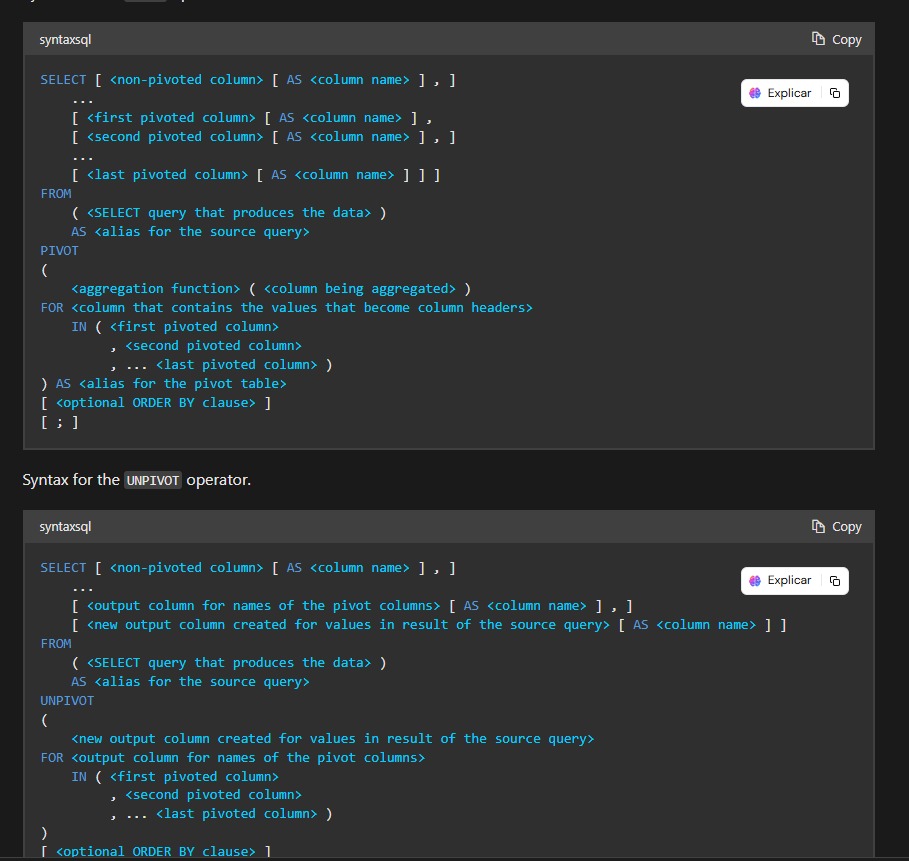 syntaxsql
Copy
SELECT [ <non-pivoted column> [ AS <column name> ] , ]
Explicar
...
[ <first pivoted column> [ AS <column name> ] ,
[ <second pivoted column> [ AS <column name> ] , ]
...
[ <last pivoted column> [ AS <column name> ] ] ]
FROM
( <SELECT query that produces the data> )
AS <alias for the source query>
PIVOT
(
<aggregation function> ( <column being aggregated> )
FOR <column that contains the values that become column headers>
IN ( <first pivoted column>
, <second pivoted column>
, ... <last pivoted column> )
) AS <alias for the pivot table>
[ <optional ORDER BY clause> ]
[ ; ]
Syntax for the UNPIVOT operator.
syntaxsql
Copy
SELECT [ <non-pivoted column> [ AS <column name> ] , ]
Explicar
...
[ <output column for names of the pivot columns> [ AS <column name> ] , ]
[ <new output column created for values in result of the source query> [ AS <column name> ] ]
FROM
( <SELECT query that produces the data> )
AS <alias for the source query>
UNPIVOT
(
<new output column created for values in result of the source query>
FOR <output column for names of the pivot columns>
IN ( <first pivoted column>
, <second pivoted column>
, ... <last pivoted column> )
)
[ <optional ORDER BY clause> ]